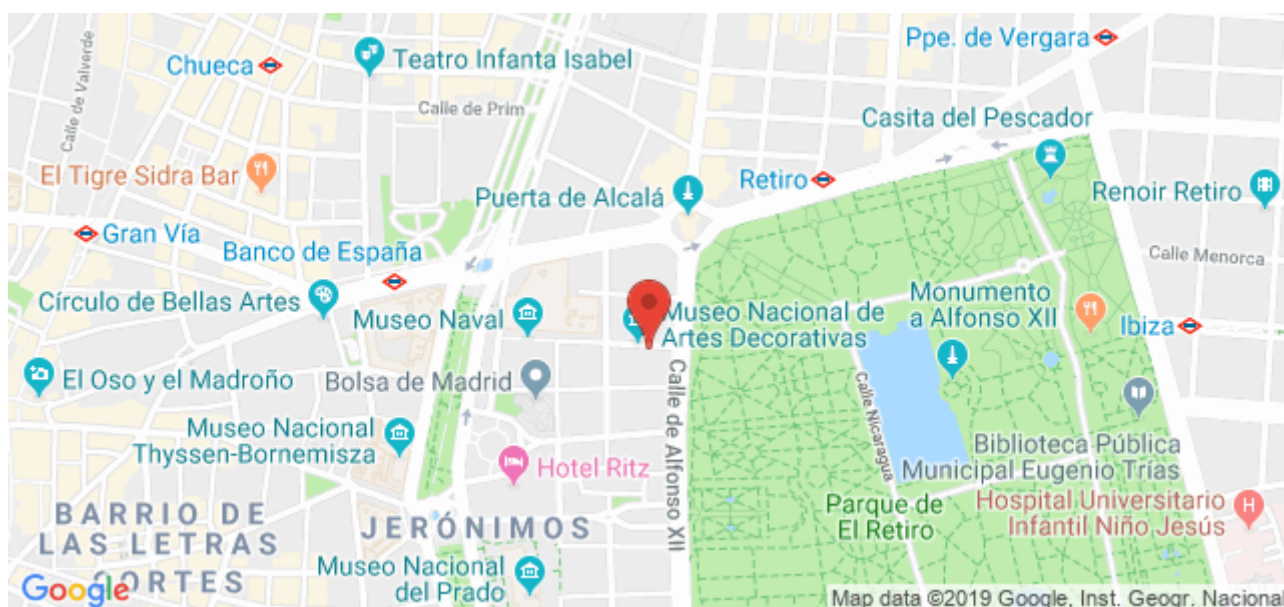 Ppe. de Vergara
Teatro Infanta Isabel
Chueca
Calle de Valverde
Calle de Prim
Casita del Pescador
El Tigre Sidra Bar
Retiro
Puerta de Alcalá
Renoir Retiro
Gran Vía
Banco de España
Calle Menorca
Círculo de Bellas Artes
Museo Naval
Museo Nacional de
Artes Decorativas
Monumento
a Alfonso XII
Ibiza
El Oso y el Madroño
Bolsa de Madrid
Calle de Alfonso XII
Calle Nicaragua
Museo Nacional
Thyssen-Bornemisza
Hotel Ritz
Biblioteca Pública
Municipal Eugenio Trías
Parque de
El Retiro
Hospital Universitario
Infantil Niño Jesús
H
BARRIO DE
LAS LETRAS
JERÓNIMOS
CORTES
Museo Nacional
del Prado
Google
Map data ©2019 Google, Inst. Geogr. Naciona